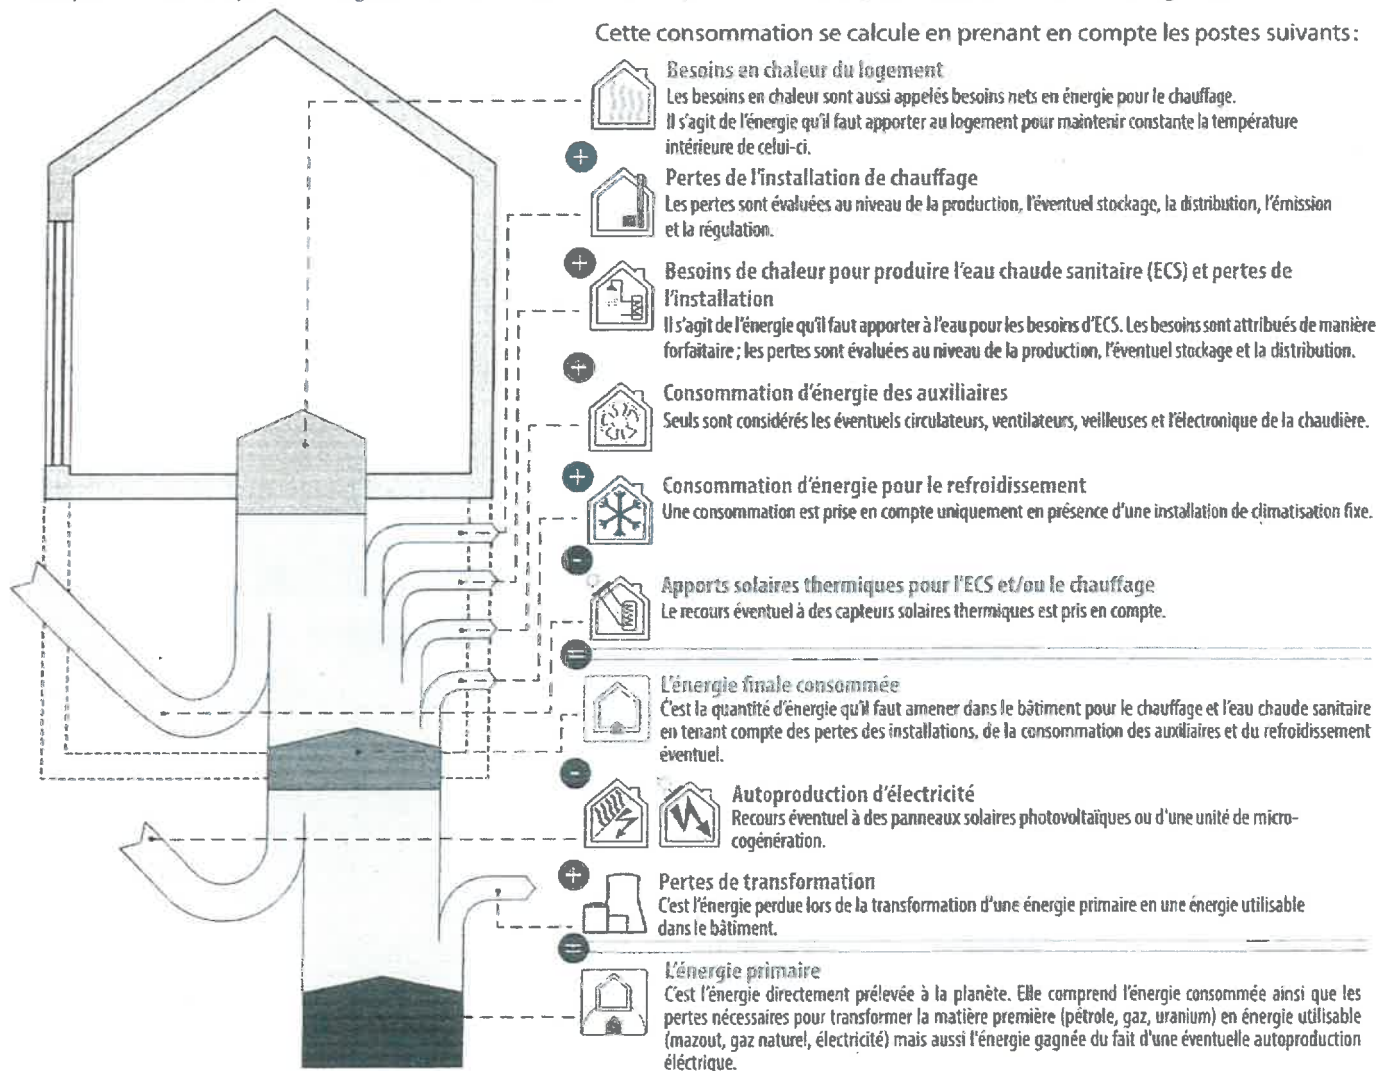 Cette consommation se calcule en prenant en compte les postes suivants:
Besoins en chaleur du logement
Les besoins en chaleur sont aussi appelés besoins nets en énergie pour le chauffage.
Il s'agit de l'énergie qu'il faut apporter au logement pour maintenir constante la température
intérieure de celui-ci.
+
Pertes de l'installation de chauffage
Les pertes sont évaluées au niveau de la production, l'éventuel stockage, la distribution, l'émission
et la régulation.
+
Besoins de chaleur pour produire l'eau chaude sanitaire (ECS) et pertes de
l'installation
Il s'agit de l'énergie qu'il faut apporter à l'eau pour les besoins d'ECS. Les besoins sont attribués de manière
forfaitaire ; les pertes sont évaluées au niveau de la production, l'éventuel stockage et la distribution.
+
Consommation d'énergie des auxiliaires
Seuls sont considérés les éventuels circulateurs, ventilateurs, veilleuses et l'électronique de la chaudière.
+
Consommation d'énergie pour le refroidissement
Une consommation est prise en compte uniquement en présence d'une installation de climatisation fixe.
-
Apports solaires thermiques pour l'ECS et/ou le chauffage
Le recours éventuel à des capteurs solaires thermiques est pris en compte.
=
L'énergie finale consommée
C'est la quantité d'énergie qu'il faut amener dans le bâtiment pour le chauffage et l'eau chaude sanitaire
en tenant compte des pertes des installations, de la consommation des auxiliaires et du refroidissement
éventuel.
-
Autoproduction d'électricité
Recours éventuel à des panneaux solaires photovoltaïques ou d'une unité de micro-
cogénération.
+
Pertes de transformation
C'est l'énergie perdue lors de la transformation d'une énergie primaire en une énergie utilisable
dans le bâtiment.
=
L'énergie primaire
C'est l'énergie directement prélevée à la planète. Elle comprend l'énergie consommée ainsi que les
pertes nécessaires pour transformer la matière première (pétrole, gaz, uranium) en énergie utilisable
(mazout, gaz naturel, électricité) mais aussi l'énergie gagnée du fait d'une éventuelle autoproduction
éléctrique.